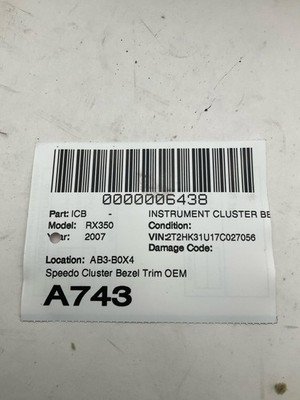 0000006438
Part: ICB - INSTRUMENT CLUSTER BE
Model: RX350 Condition:
ar: 2007 VIN:2T2HK31U17C027056
Damage Code:
Location: AB3-B0X4
Speedo Cluster Bezel Trim OEM
A743